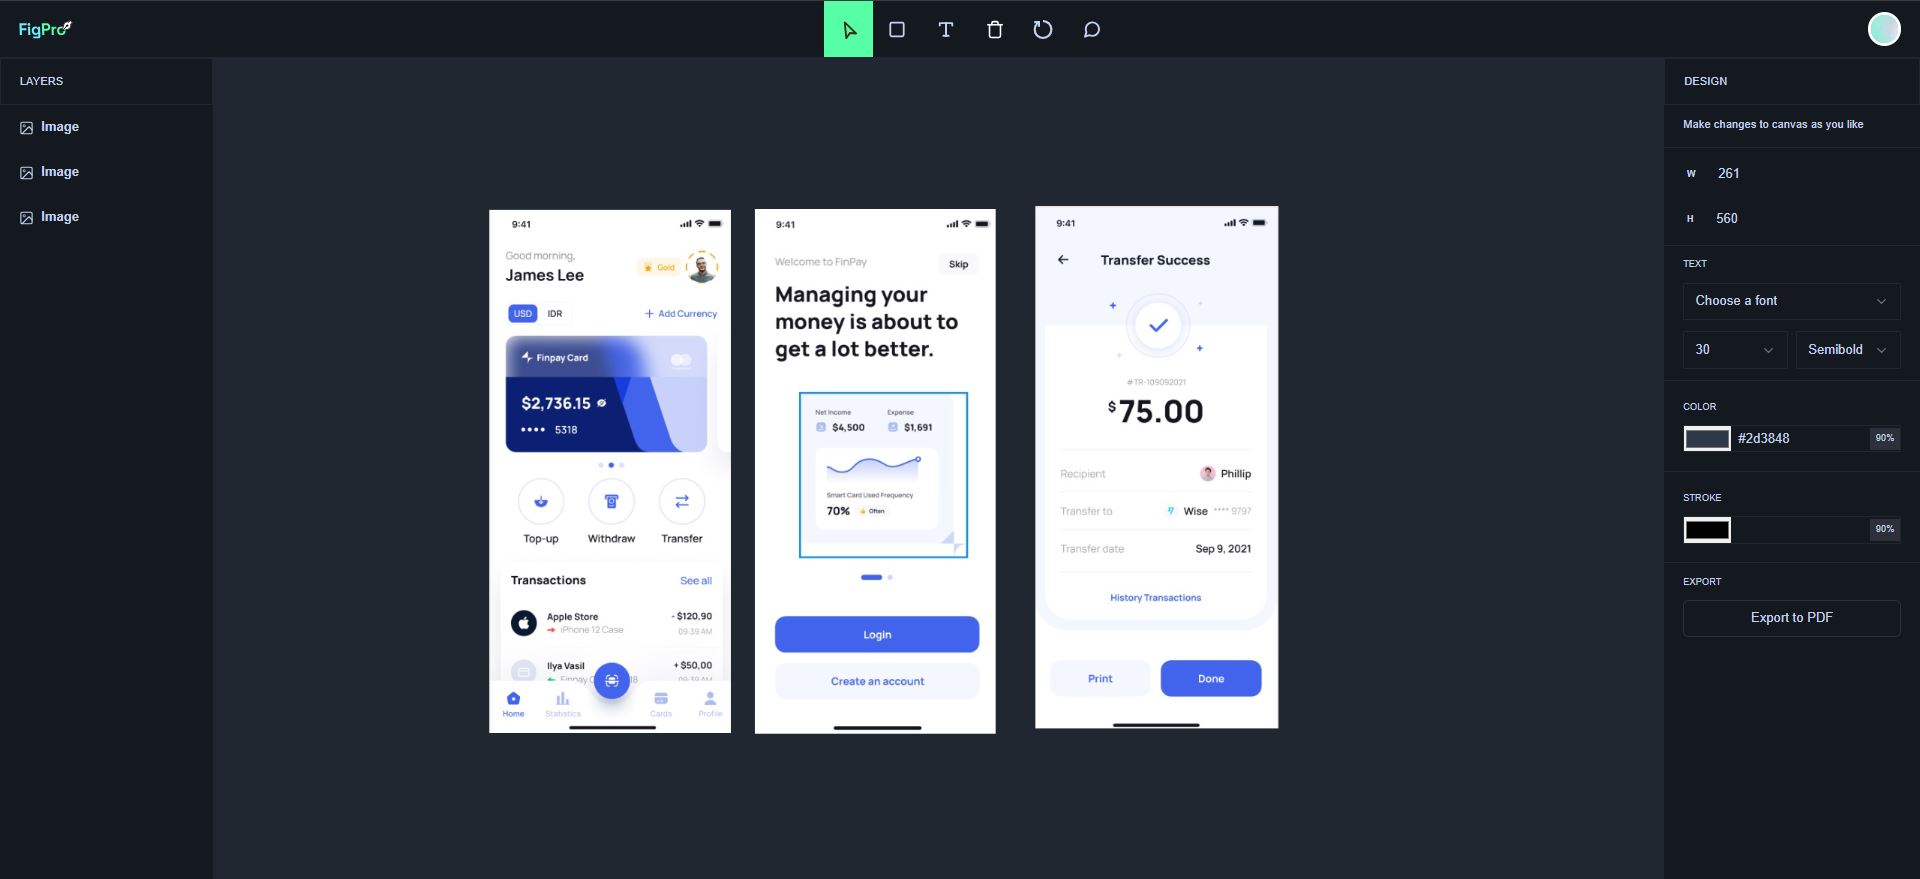 FigPro
LAYERS
Image
Image
Image
9:41
Good morning,
James Lee
Gold
USD
IDR
+ Add Currency
Finpay Card
$2,736.15
•••• 5318
Top-up
Withdraw
Transfer
Transactions
See all
Apple Store
- $120,90
iPhone 12 Case
09:39 AM
Ilya Vasil
+ $50,00
Finpay C
18
09:39 AM
Home
Statistics
Cards
Profile
9:41
Welcome to FinPay
Skip
Managing your
money is about to
get a lot better.
Net Income
Expense
$4,500
$1,691
Smart Card Used Frequency
70%
Often
Login
Create an account
9:41
Transfer Success
#TR-109092021
$75.00
Recipient
Phillip
Transfer to
Wise **** 9797
Transfer date
Sep 9, 2021
History Transactions
Print
Done
DESIGN
Make changes to canvas as you like
W 261
H 560
TEXT
Choose a font
30
Semibold
COLOR
#2d3848
90%
STROKE
90%
EXPORT
Export to PDF